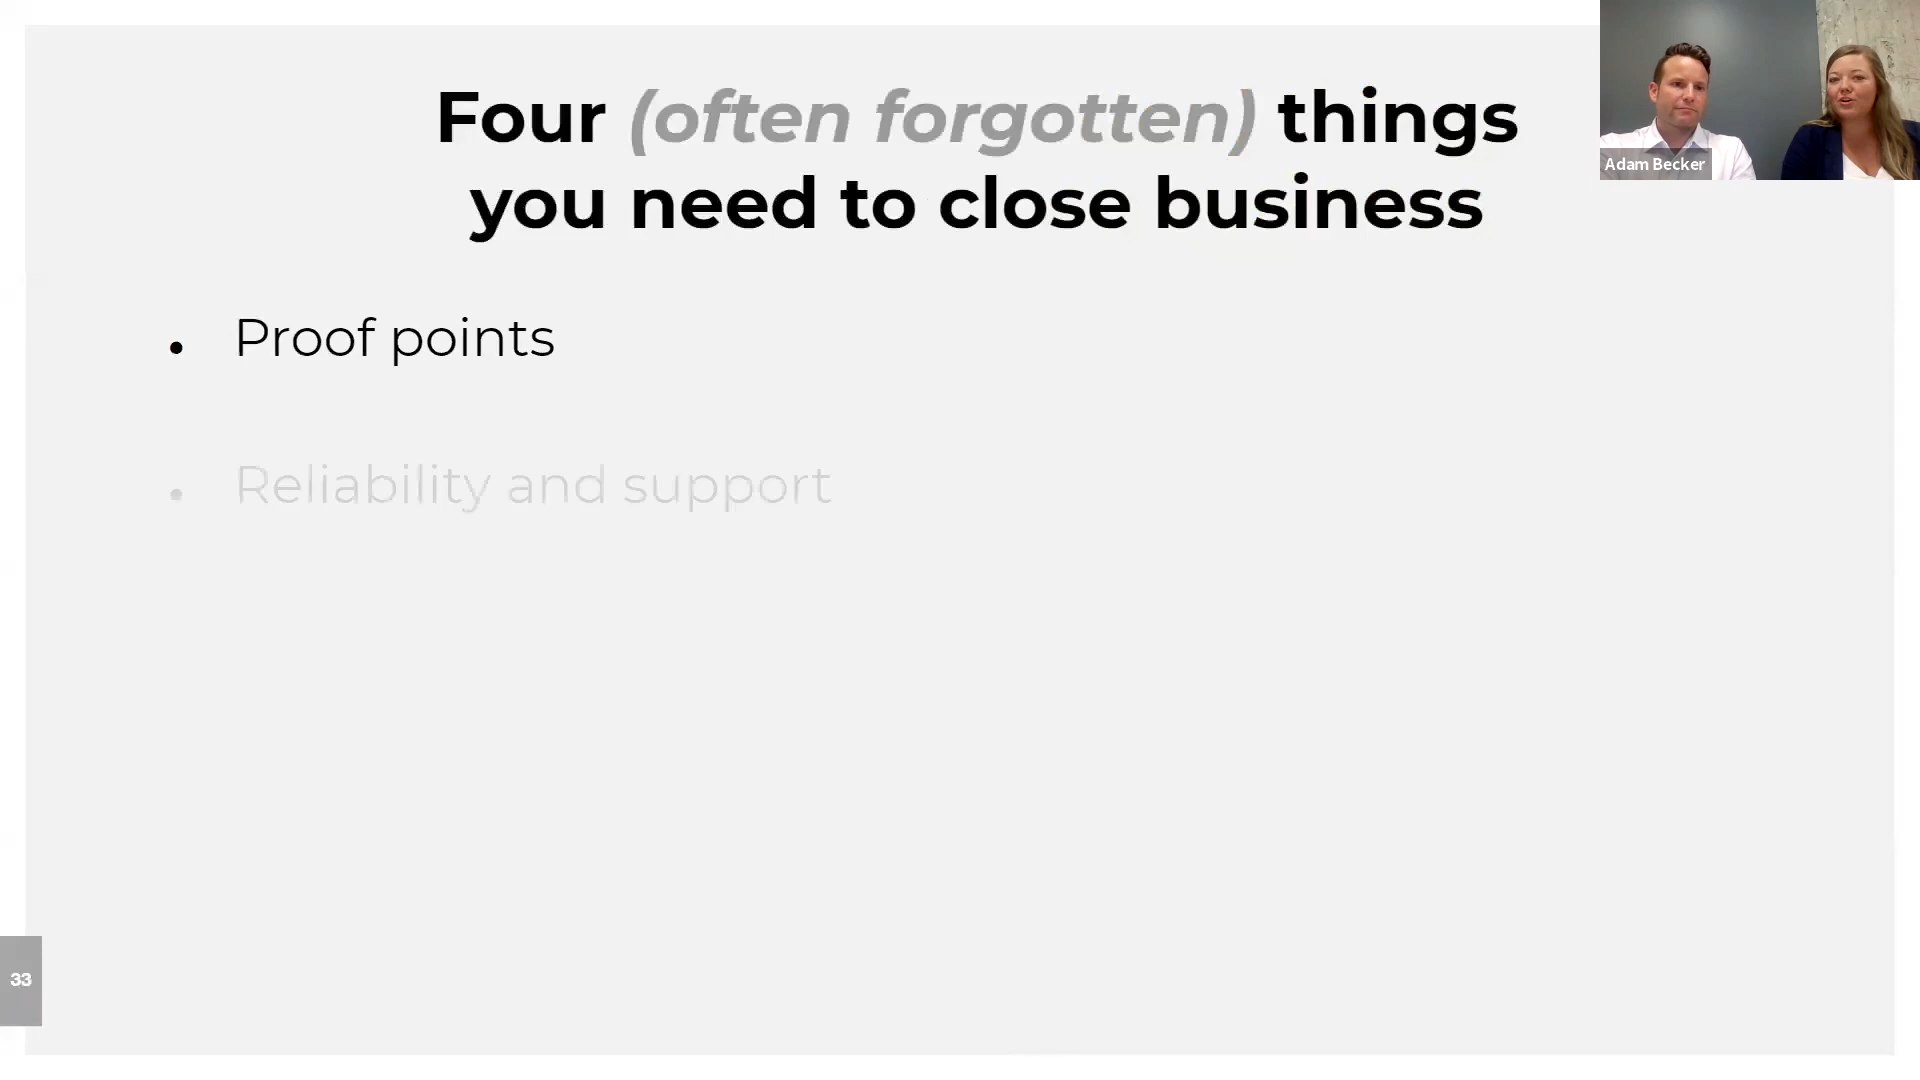 Four (often forgotten) things
you need to close business
Adam Becker
• Proof points
• Reliability and support
33